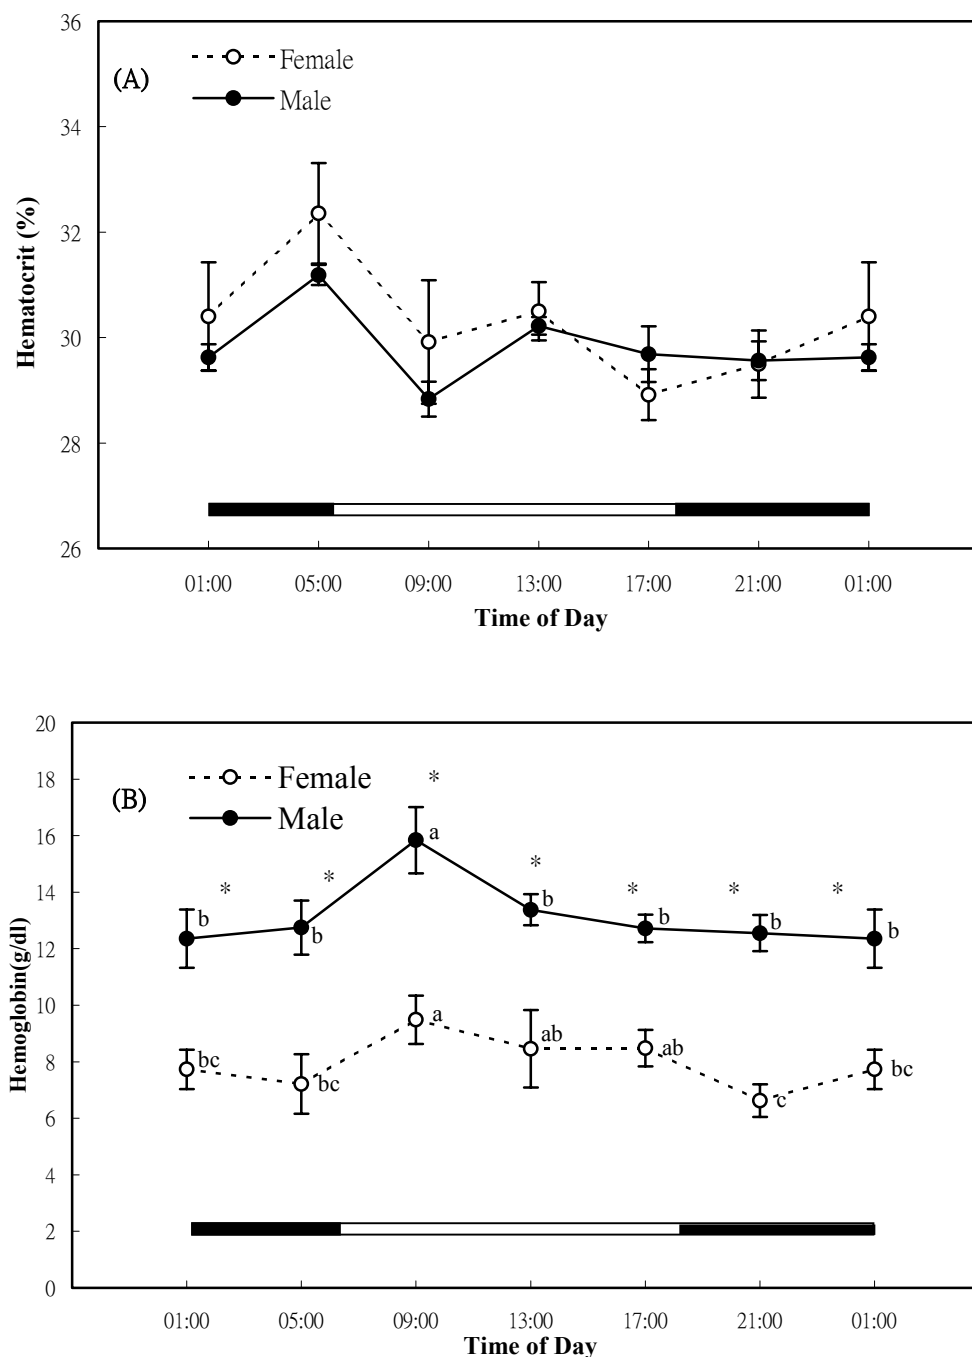 36
(A)
Female
Male
34
32
30
28
26
Hematocrit (%)
01:00 05:00 09:00 13:00 17:00 21:00 01:00
Time of Day
20
(B)
Female
Male
18
16
14
12
10
8
6
4
2
0
Hemoglobin(g/dl)
* * * * * * *
b b a b b b b
bc bc a ab ab c bc
01:00 05:00 09:00 13:00 17:00 21:00 01:00
Time of Day